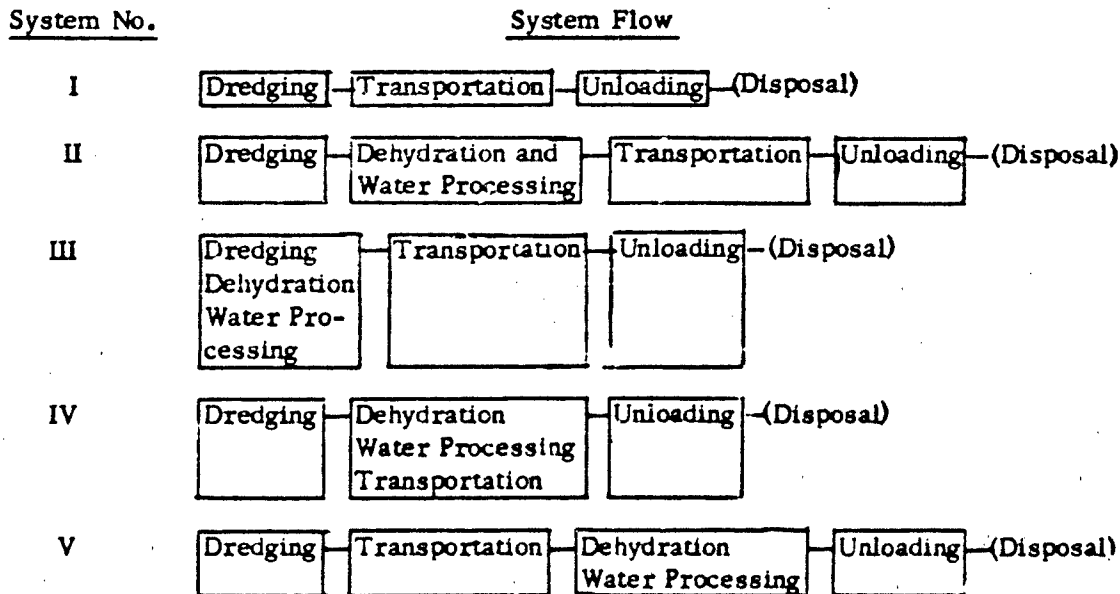 System No. System Flow
I Dredging Transportation Unloading (Disposal)
II Dredging Dehydration and Transportation Unloading (Disposal)
Water Processing
III Dredging Transportation Unloading (Disposal)
Dehydration
Water Pro-
cessing
IV Dredging Dehydration Unloading (Disposal)
Water Processing
Transportation
V Dredging Transportation Dehydration Unloading (Disposal)
Water Processing